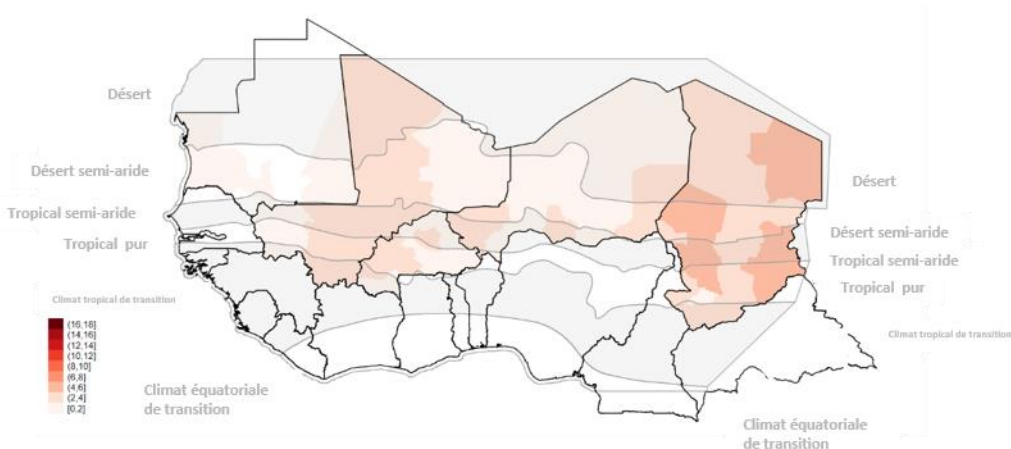 Désert
Désert semi-aride
Tropical semi-aride
Tropical pur
Climat tropical de transition
(16,18]
(14,16]
(12,14]
(10,12]
(8,10]
(6,8]
(4,6]
(2,4]
[0,2]
Climat équatoriale
de transition
Désert
Désert semi-aride
Tropical semi-aride
Tropical pur
Climat tropical de transition
Climat équatoriale
de transition